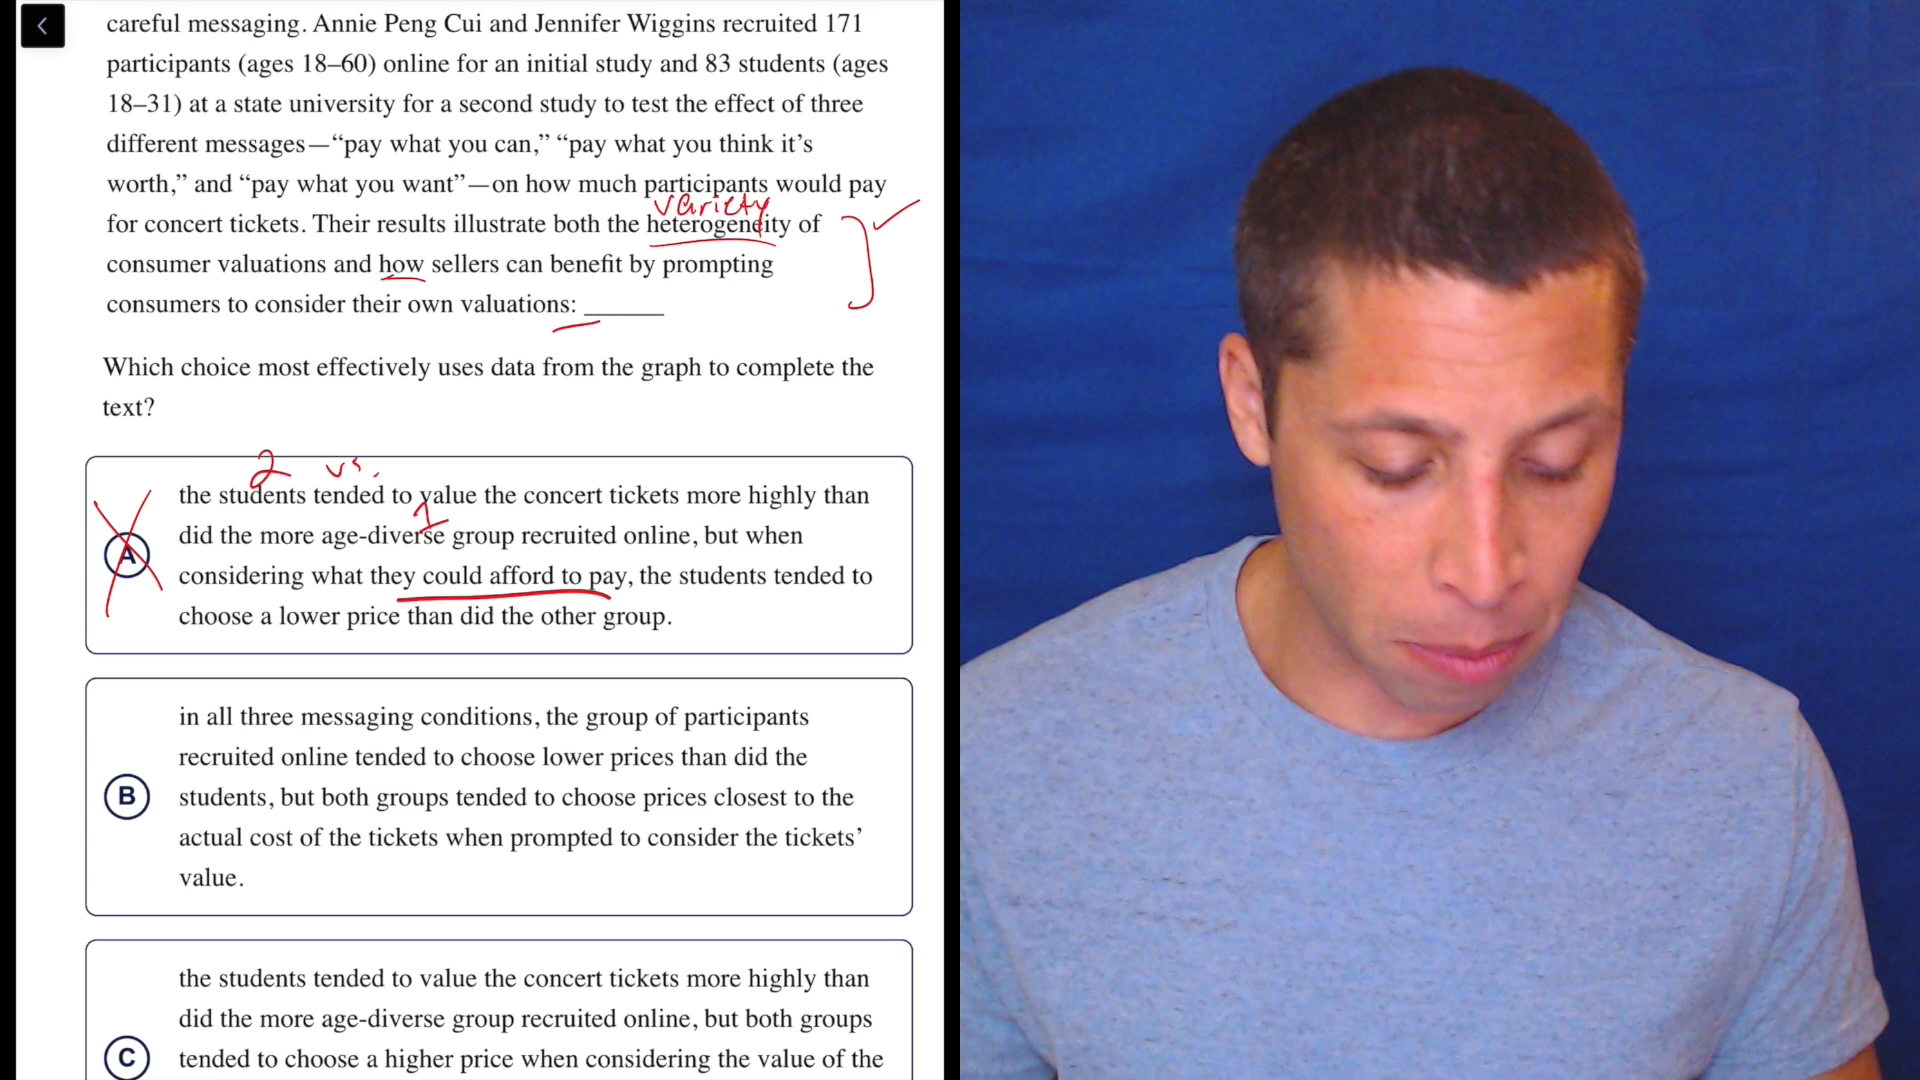 careful messaging. Annie Peng Cui and Jennifer Wiggins recruited 171
participants (ages 18–60) online for an initial study and 83 students (ages
18–31) at a state university for a second study to test the effect of three
different messages—“pay what you can,” “pay what you think it’s
worth,” and “pay what you want”—on how much participants would pay
variety
for concert tickets. Their results illustrate both the heterogeneity of
consumer valuations and how sellers can benefit by prompting
consumers to consider their own valuations: ______
Which choice most effectively uses data from the graph to complete the
text?
2 vs.
the students tended to value the concert tickets more highly than
1
did the more age-diverse group recruited online, but when
A
considering what they could afford to pay, the students tended to
choose a lower price than did the other group.
in all three messaging conditions, the group of participants
recruited online tended to choose lower prices than did the
B
students, but both groups tended to choose prices closest to the
actual cost of the tickets when prompted to consider the tickets’
value.
the students tended to value the concert tickets more highly than
did the more age-diverse group recruited online, but both groups
C
tended to choose a higher price when considering the value of the